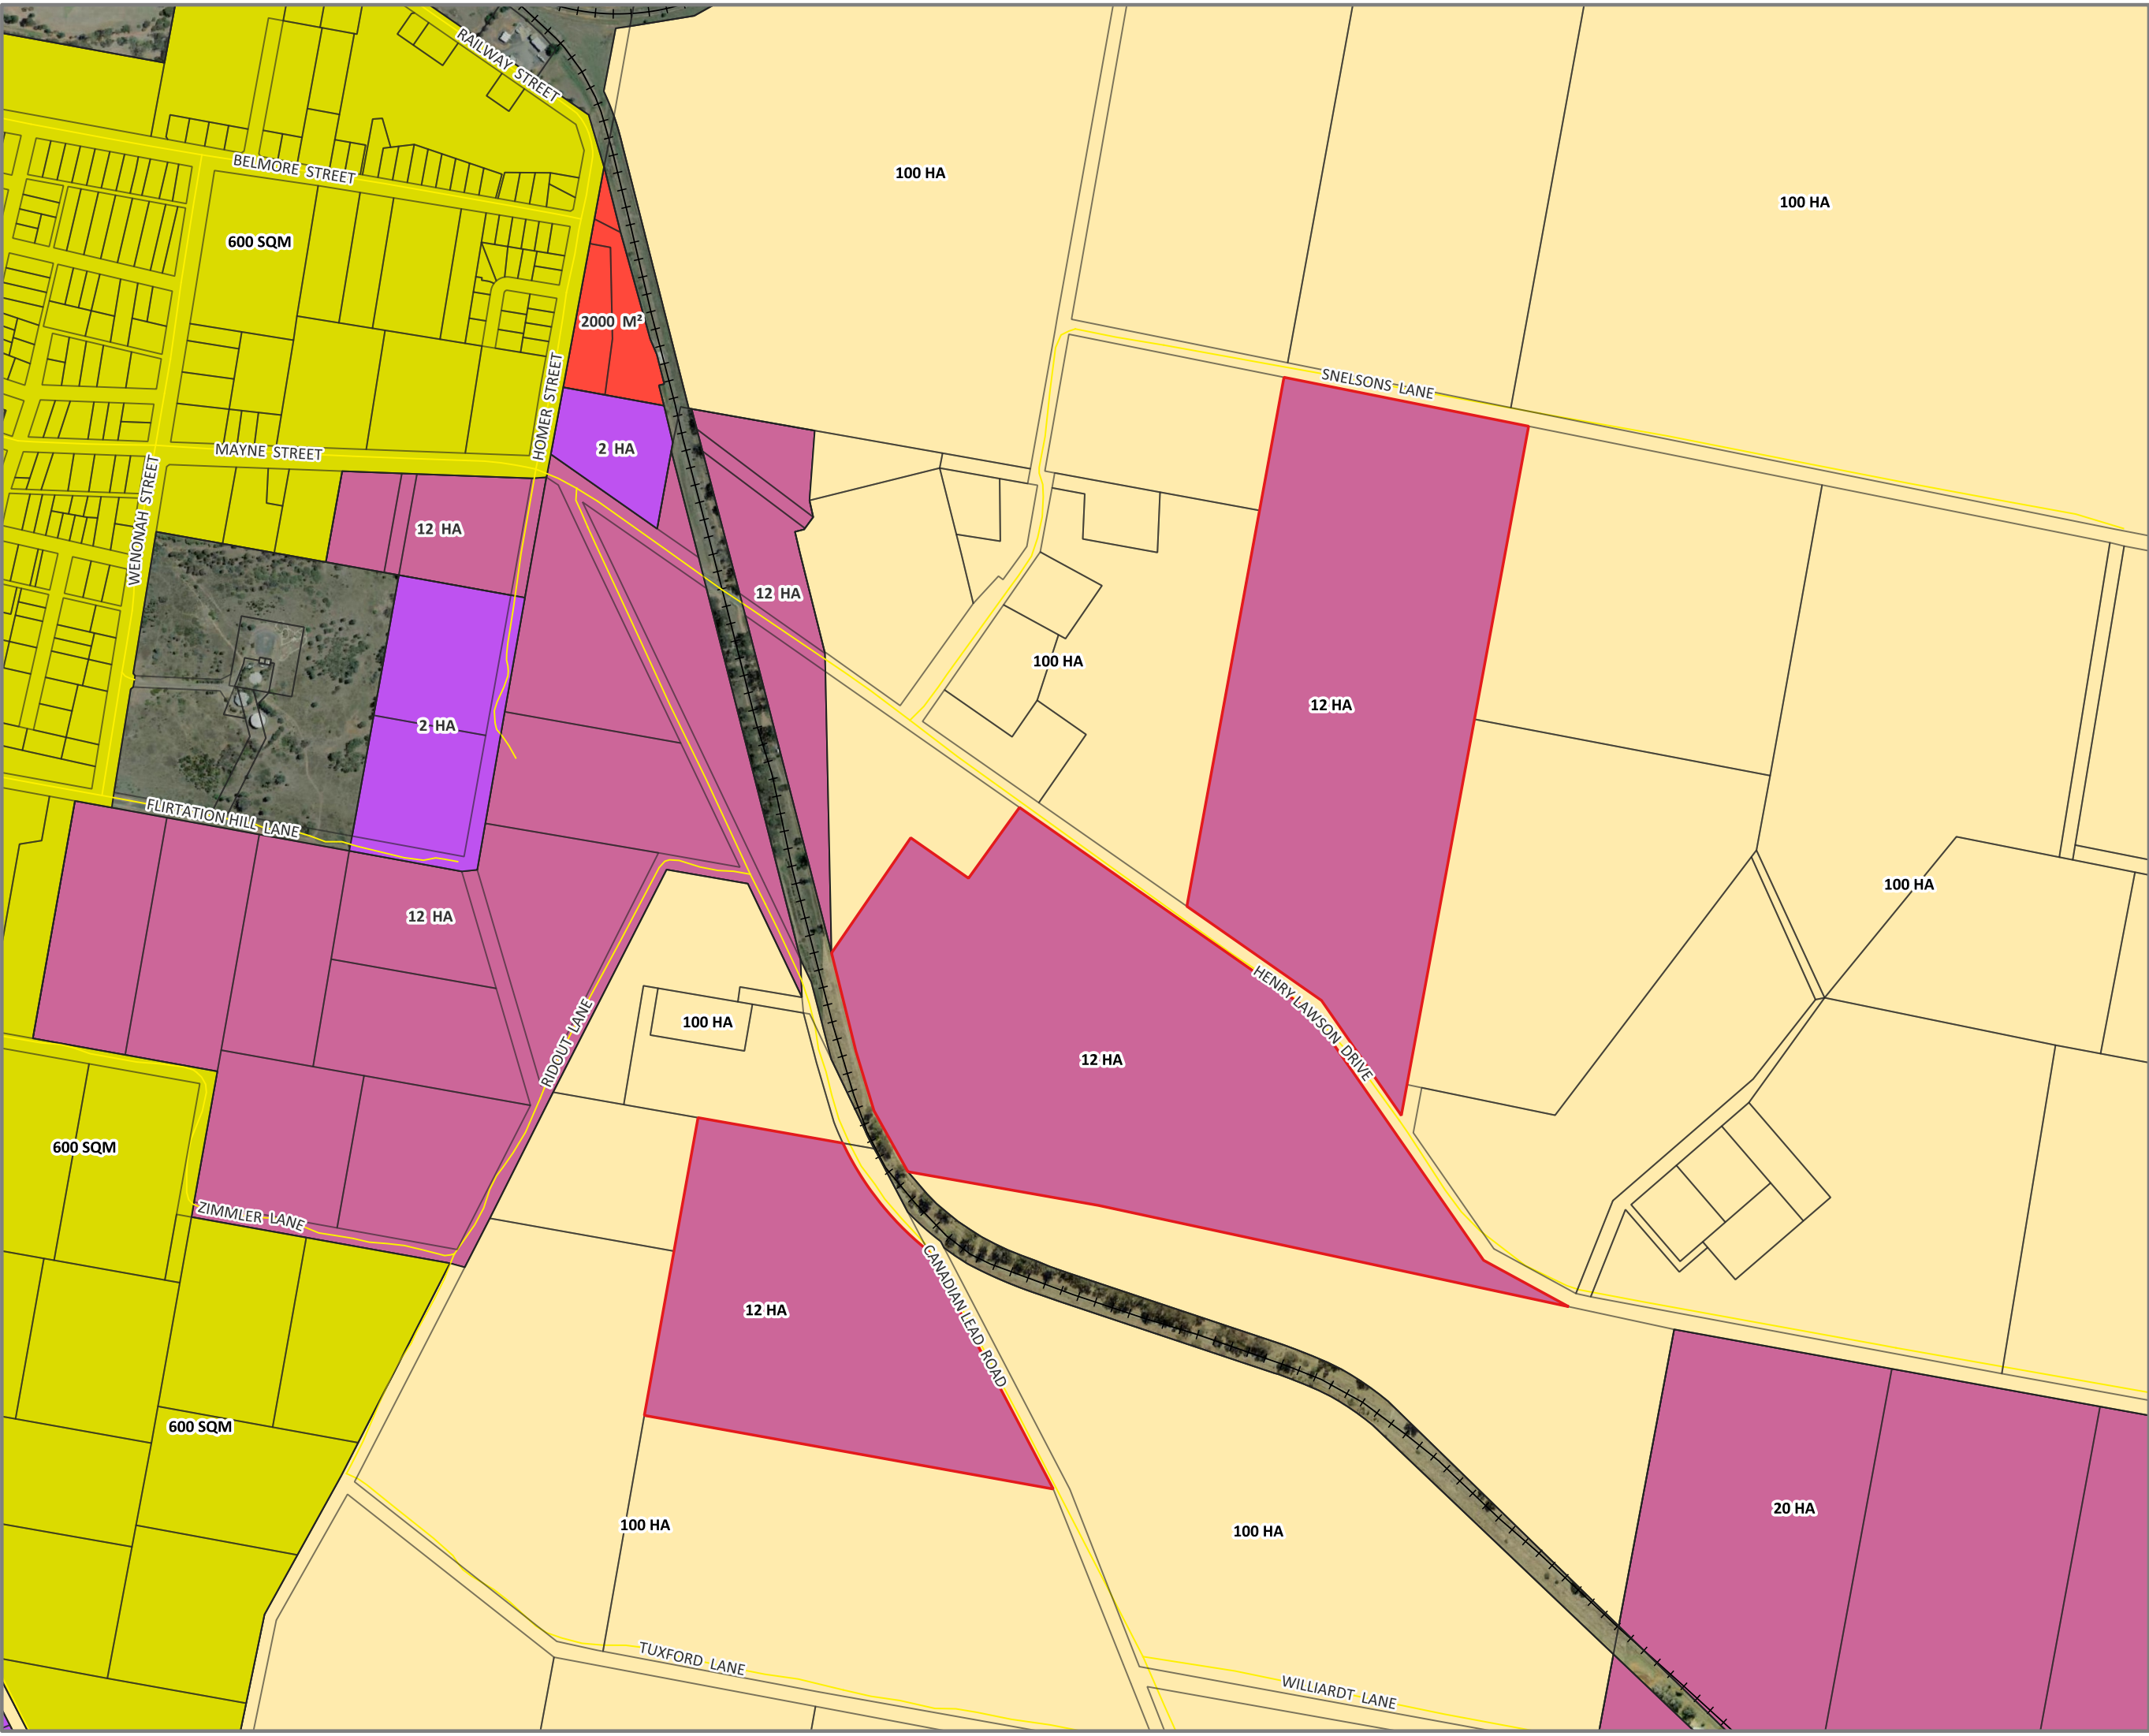 RAILWAY STREET
BELMORE STREET
100 HA
100 HA
600 SQM
2000 M²
SNELSONS LANE
HOMER STREET
MAYNE STREET
2 HA
WENONAH STREET
12 HA
12 HA
100 HA
12 HA
2 HA
FLIRTATION HILL LANE
100 HA
12 HA
HENRY LAWSON DRIVE
RIDOUT LANE
100 HA
12 HA
600 SQM
ZIMMLER LANE
CANADIAN LEAD ROAD
12 HA
600 SQM
20 HA
100 HA
100 HA
TUXFORD LANE
WILLIARDT LANE